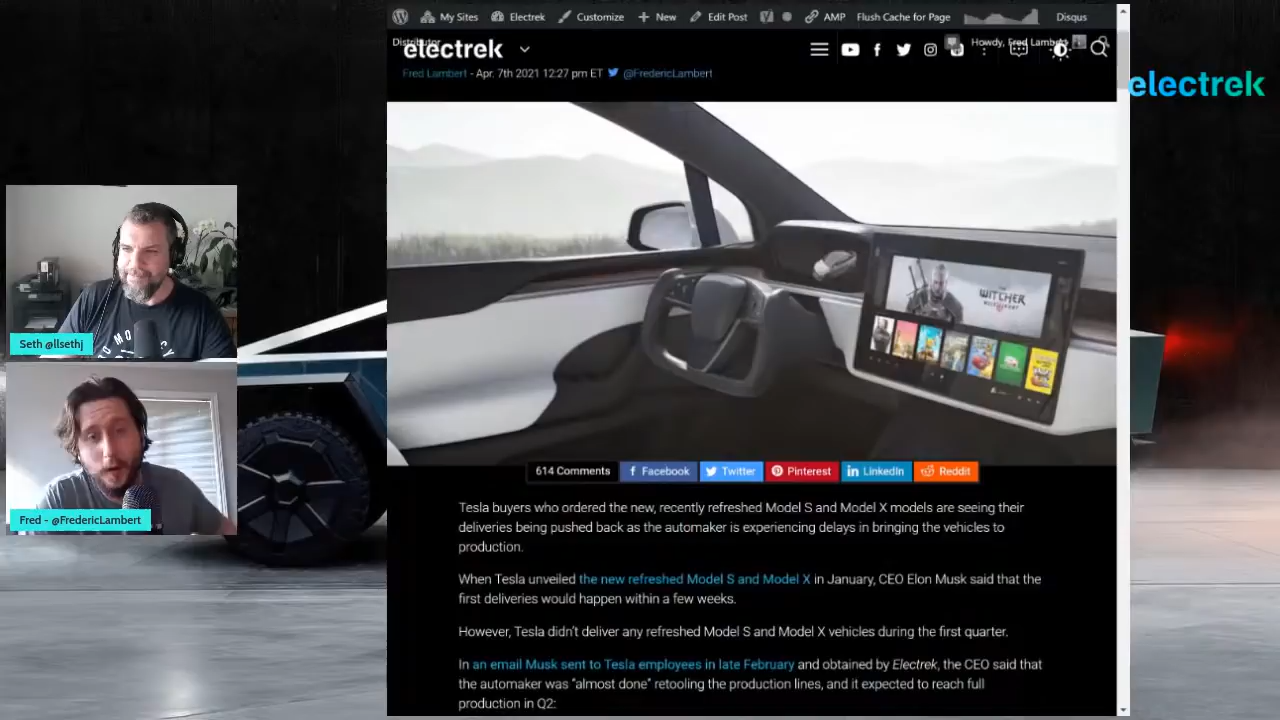 My Sites Electrek Customize + New Edit Post AMP Flush Cache for Page Disqus
Distributor Howdy, Fred Lambert
electrek
Fred Lambert - Apr. 7th 2021 12:27 pm ET @FredericLambert
electrek
THE
WITCHER
WILD HUNT
Seth @llsethj
Fred - @FredericLambert
614 Comments Facebook Twitter Pinterest LinkedIn Reddit
Tesla buyers who ordered the new, recently refreshed Model S and Model X models are seeing their
deliveries being pushed back as the automaker is experiencing delays in bringing the vehicles to
production.
When Tesla unveiled the new refreshed Model S and Model X in January, CEO Elon Musk said that the
first deliveries would happen within a few weeks.
However, Tesla didn't deliver any refreshed Model S and Model X vehicles during the first quarter.
In an email Musk sent to Tesla employees in late February and obtained by Electrek, the CEO said that
the automaker was "almost done" retooling the production lines, and it expected to reach full
production in Q2: